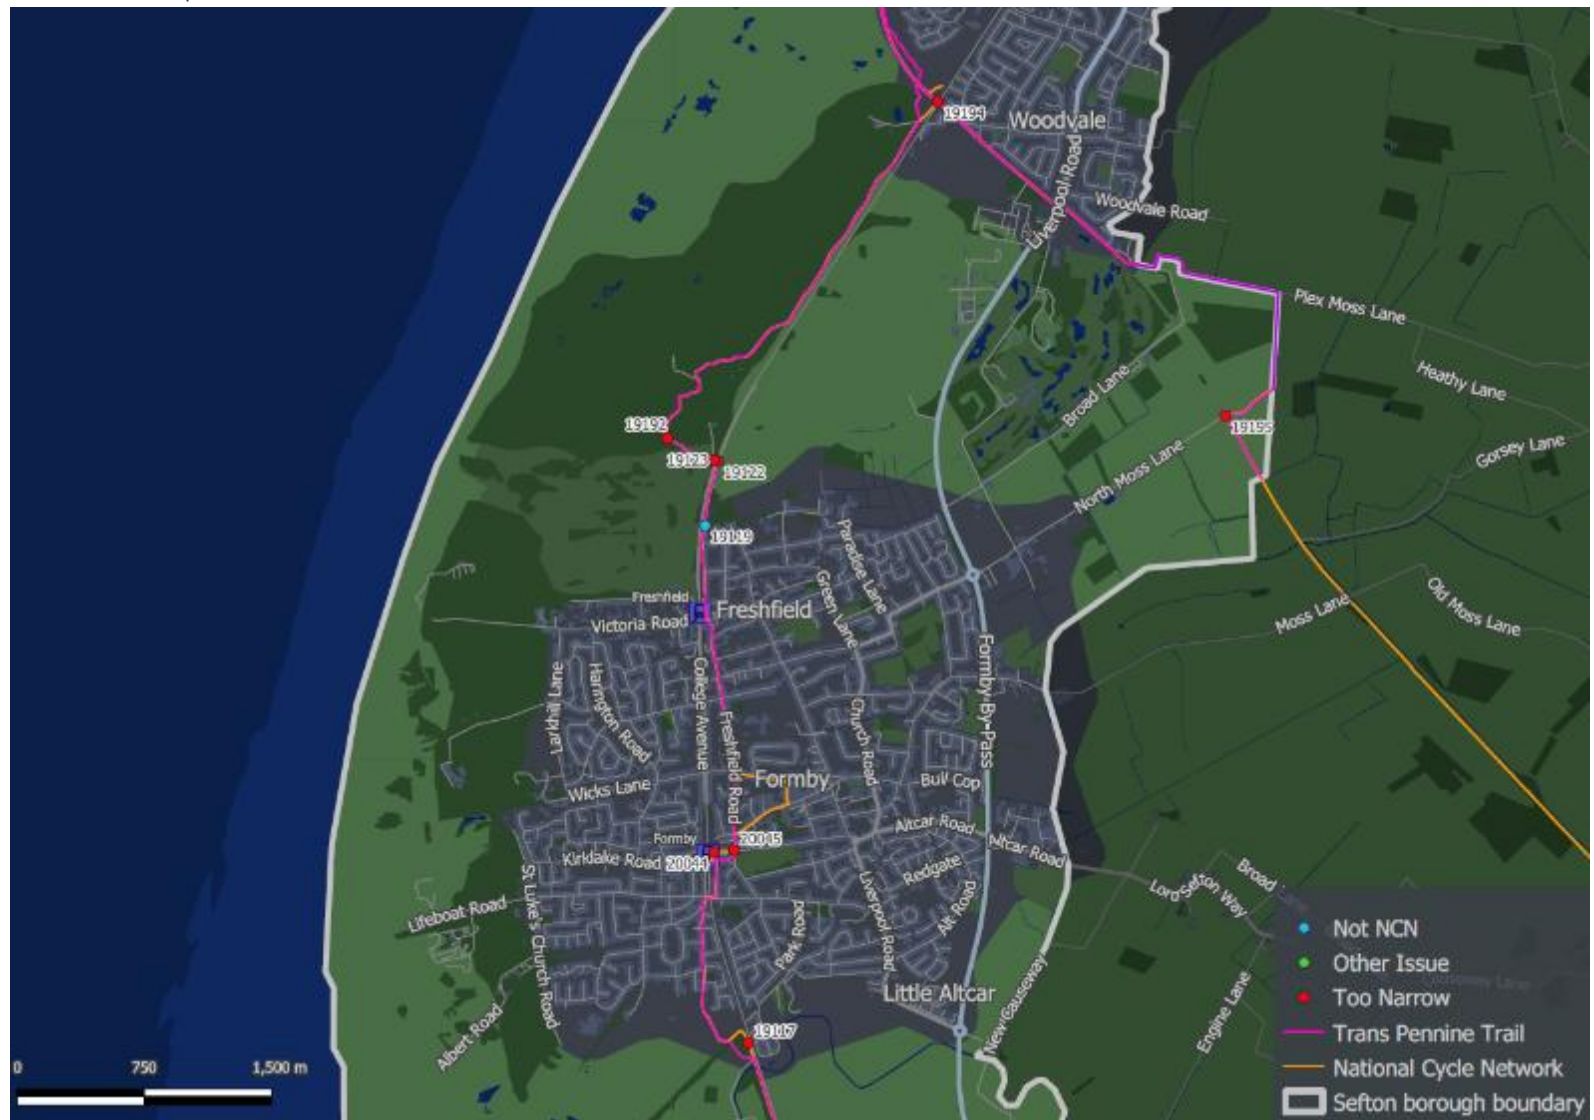 19194
Woodvale
Liverpool Road
Woodvale Road
Plex Moss Lane
Heathy Lane
Broad Lane
19192
19195
19123
19122
Gorsey Lane
North Moss Lane
19119
Paradise Lane
Green Lane
Old Moss Lane
Freshfield
Freshfield
Victoria Road
Moss Lane
Larkhill Lane
Harington Road
College Avenue
Freshfield Road
Church Road
Formby By-Pass
Formby
Wicks Lane
Bull Cop
Altcar Road
Altcar Road
Formby
20045
Kirklake Road
20044
Redgate
Broad
Lord Sefton Way
St Luke's Church Road
Lifeboat Road
Liverpool Road
Alt Road
Park Road
Little Altcar
New Causeway
Engine Lane
Albert Road
19117
Not NCN
Other Issue
Too Narrow
Trans Pennine Trail
National Cycle Network
Sefton borough boundary
0 750 1,500 m